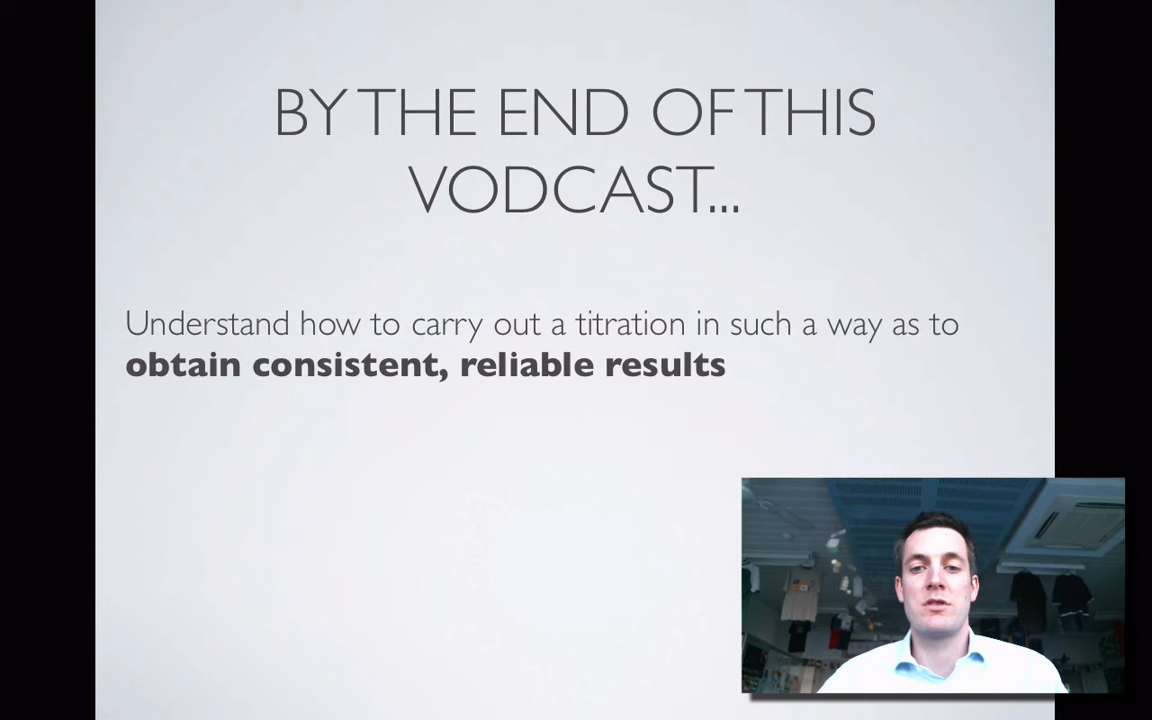 BY THE END OF THIS
VODCAST...
Understand how to carry out a titration in such a way as to
obtain consistent, reliable results